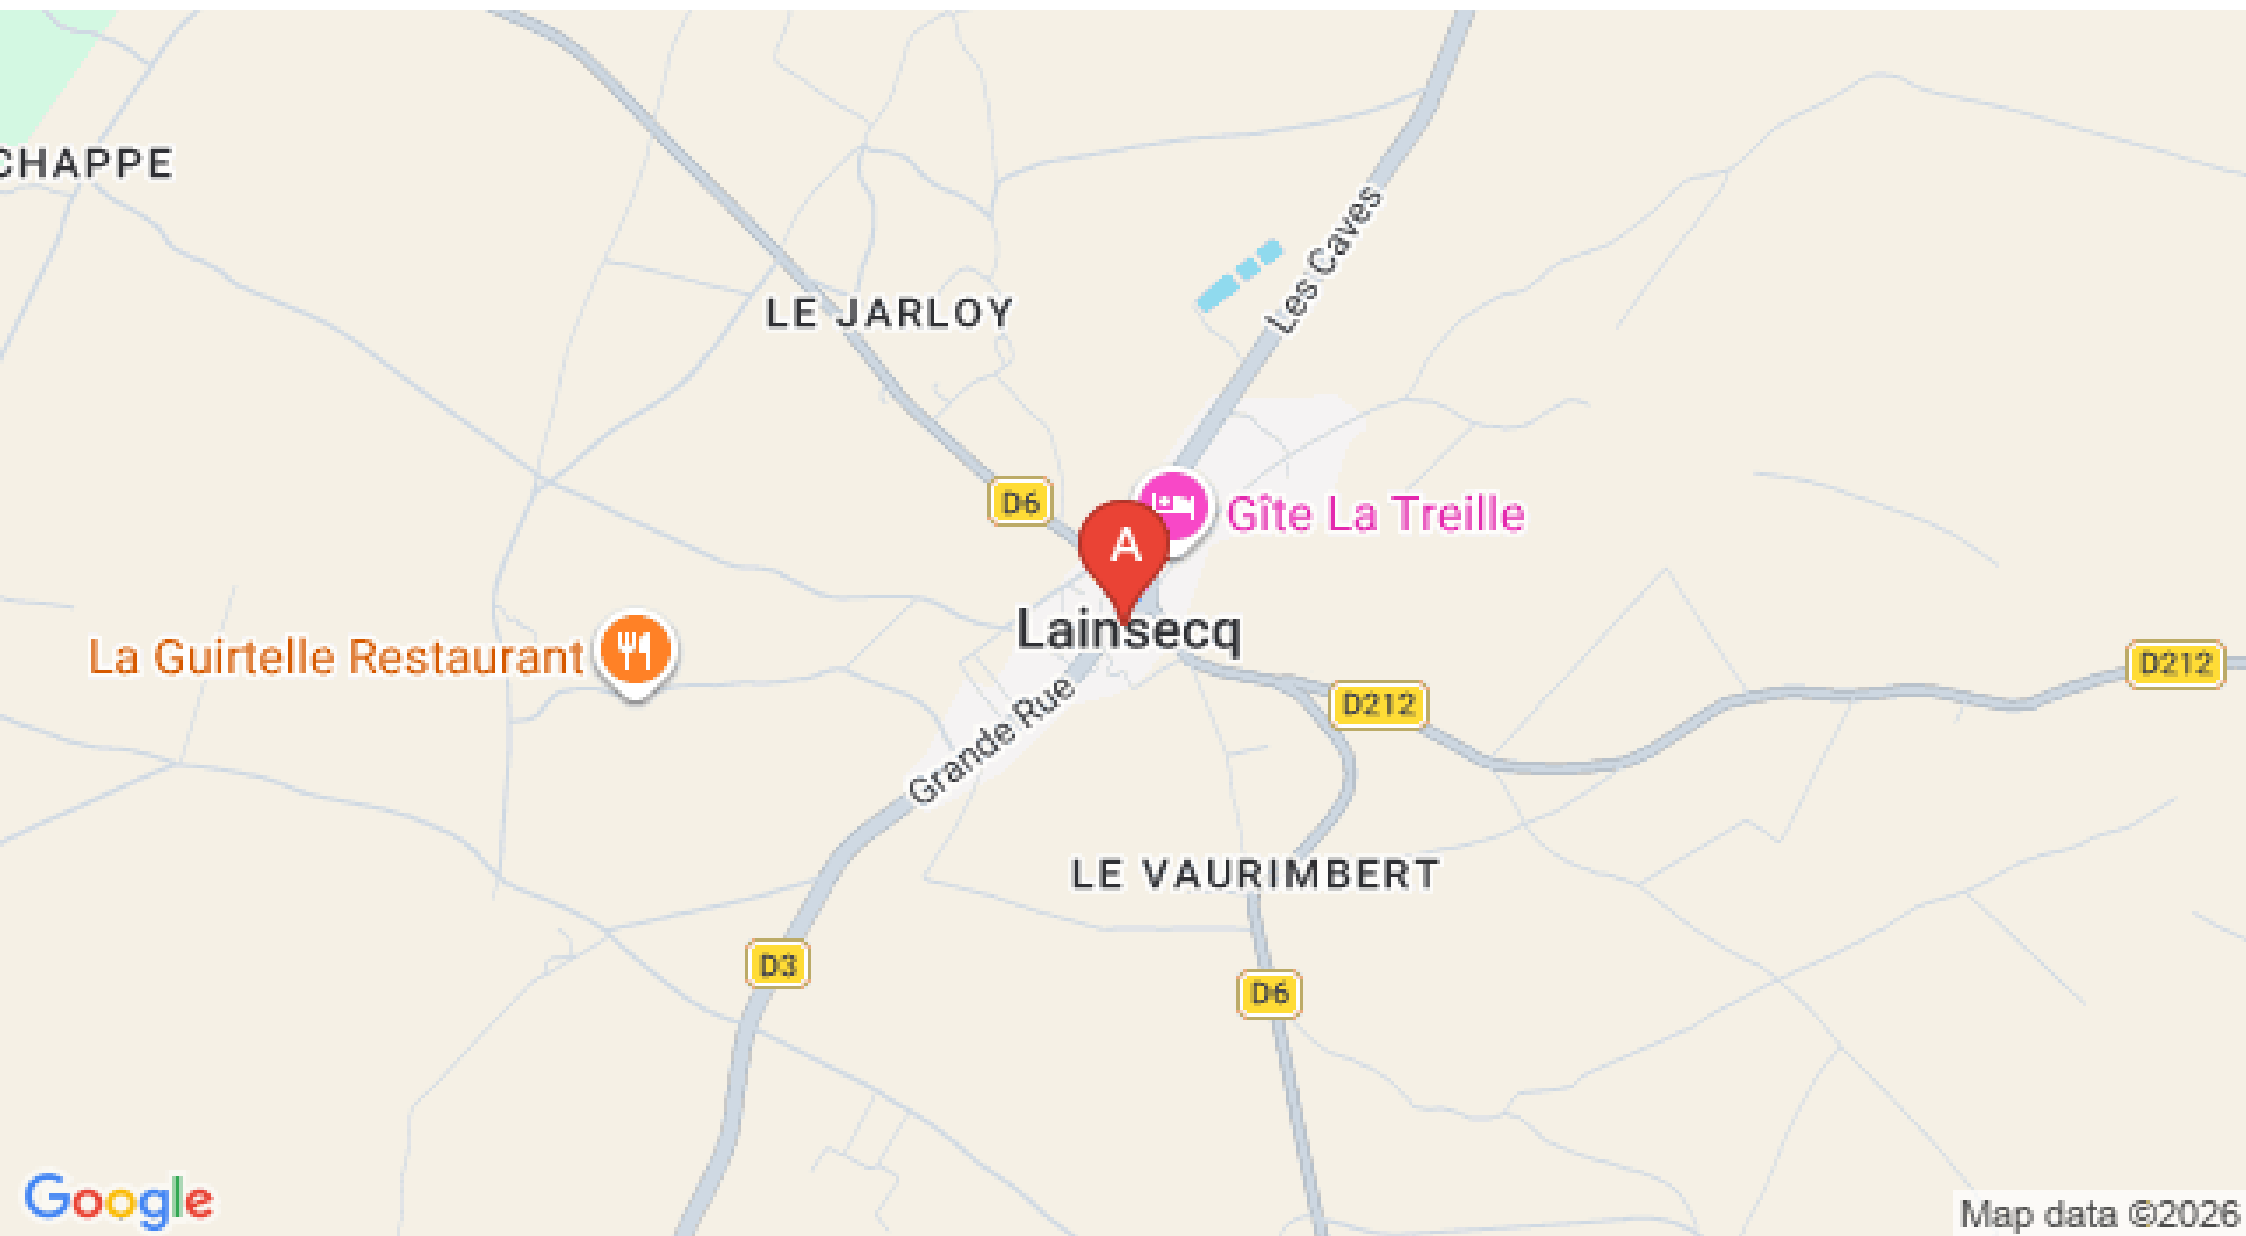 CHAPPE
Les Caves
LE JARLOY
D6
Gîte La Treille
A
Lainsecq
La Guirtelle Restaurant
D212
D212
Grande Rue
LE VAURIMBERT
D3
D6
Google
Map data ©2026